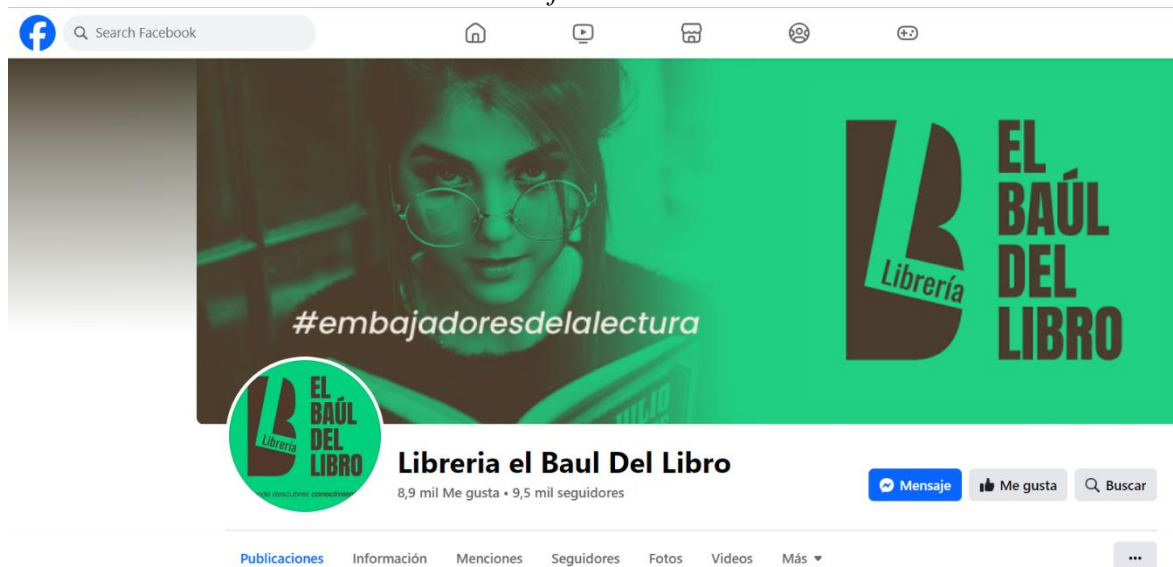 Search Facebook
#embajadoresdelalectura
Librería
EL
BAÚL
DEL
LIBRO
Librería
EL
BAÚL
DEL
LIBRO
descubres conocimien
Libreria el Baul Del Libro
8,9 mil Me gusta • 9,5 mil seguidores
Mensaje
Me gusta
Buscar
Publicaciones Información Menciones Seguidores Fotos Videos Más